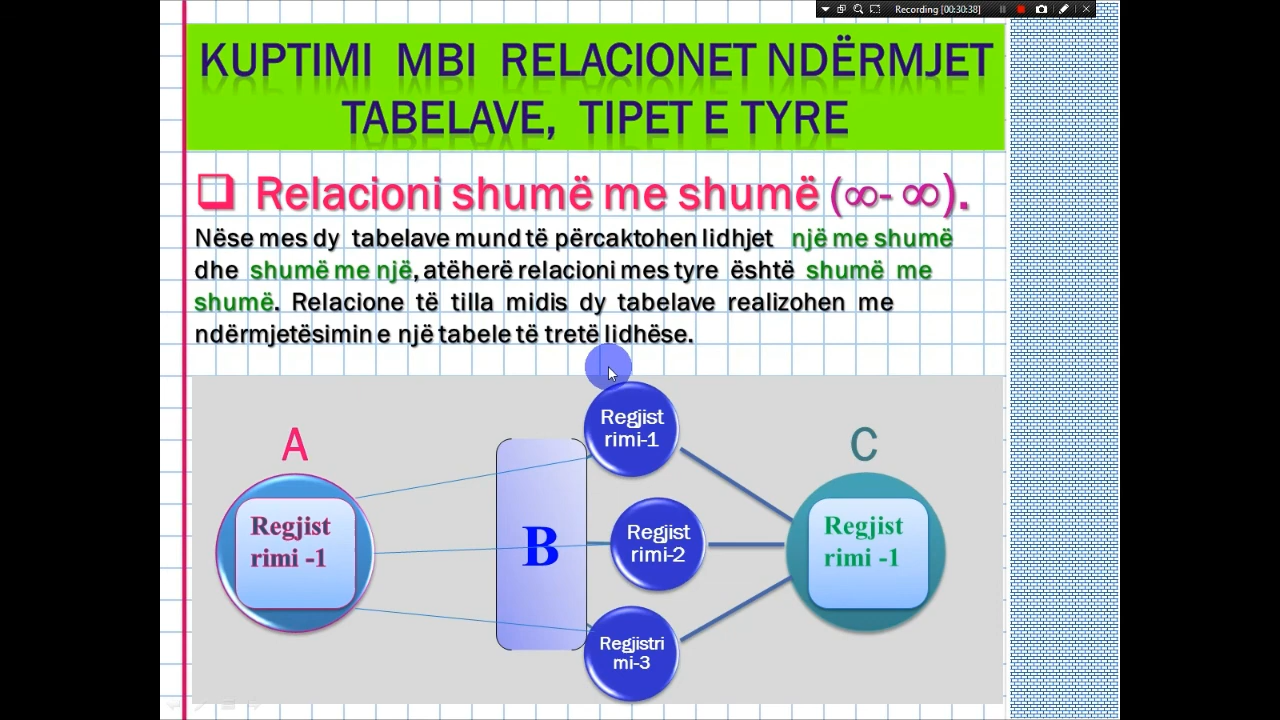 Recording [00:30:38]
KUPTIMI MBI RELACIONET NDËRMJET
TABELAVE, TIPET E TYRE
Relacioni shumë me shumë (∞- ∞).
Nëse mes dy tabelave mund të përcaktohen lidhjet një me shumë
dhe shumë me një, atëherë relacioni mes tyre është shumë me
shumë. Relacione të tilla midis dy tabelave realizohen me
ndërmjetësimin e një tabele të tretë lidhëse.
A
Regjist
rimi -1
B
Regjist
rimi-1
Regjist
rimi-2
Regjistri
mi-3
C
Regjist
rimi -1